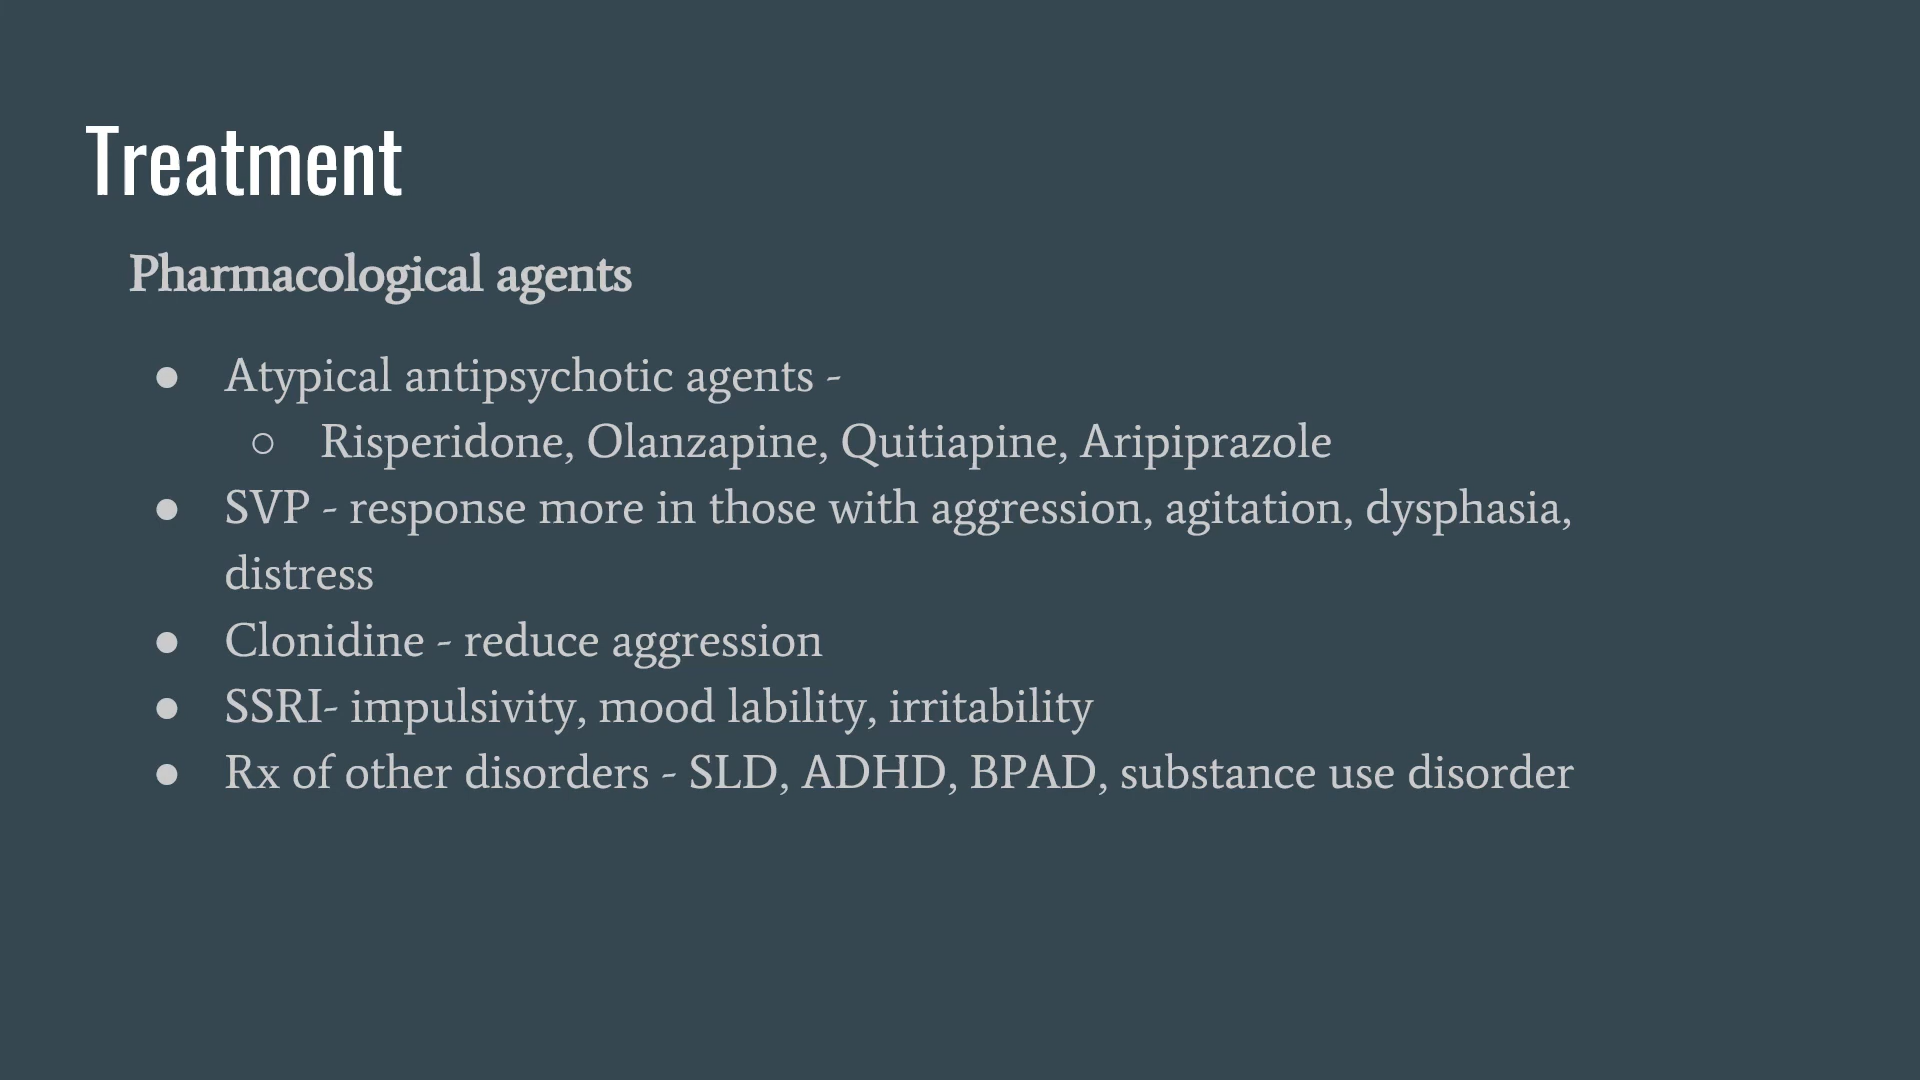 Treatment
Pharmacological agents
● Atypical antipsychotic agents -
○ Risperidone, Olanzapine, Quitiapine, Aripiprazole
● SVP - response more in those with aggression, agitation, dysphasia,
distress
● Clonidine - reduce aggression
● SSRI- impulsivity, mood lability, irritability
● Rx of other disorders - SLD, ADHD, BPAD, substance use disorder